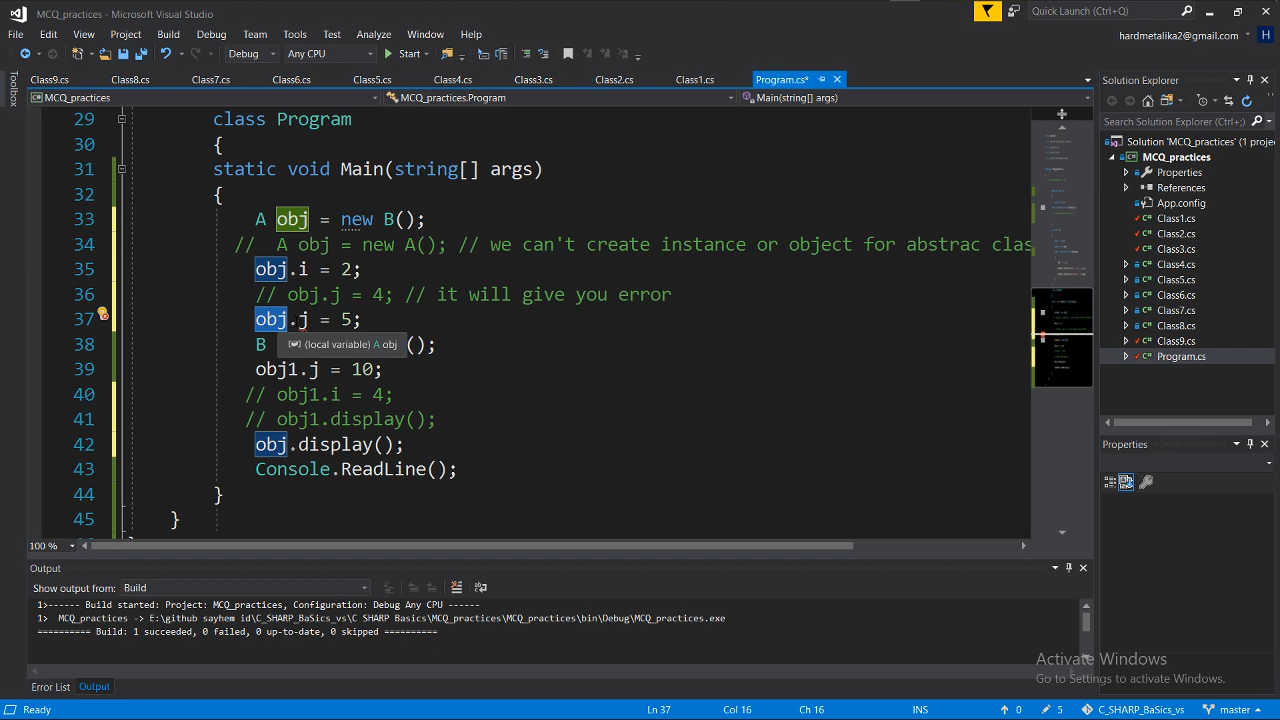 MCQ_practices - Microsoft Visual Studio
Quick Launch (Ctrl+Q)
File Edit View Project Build Debug Team Tools Test Analyze Window Help
hardmetalika2@gmail.com H
Debug Any CPU Start
Toolbox
Class9.cs Class8.cs Class7.cs Class6.cs Class5.cs Class4.cs Class3.cs Class2.cs Class1.cs Program.cs*
MCQ_practices MCQ_practices.Program Main(string[] args)
29 class Program
30 {
31 static void Main(string[] args)
32 {
33 A obj = new B();
34 // A obj = new A(); // we can't create instance or object for abstrac clas
35 obj.i = 2;
36 // obj.j = 4; // it will give you error
37 obj.j = 5;
38 B ();
(local variable) A obj
39 obj1.j = 10;
40 // obj1.i = 4;
41 // obj1.display();
42 obj.display();
43 Console.ReadLine();
44 }
45 }
100 %
Solution Explorer
Search Solution Explorer (Ctrl+;)
Solution 'MCQ_practices' (1 projec
MCQ_practices
Properties
References
App.config
Class1.cs
Class2.cs
Class3.cs
Class4.cs
Class5.cs
Class6.cs
Class7.cs
Class8.cs
Class9.cs
Program.cs
Properties
Output
Show output from: Build
1>------ Build started: Project: MCQ_practices, Configuration: Debug Any CPU ------
1> MCQ_practices -> E:\github sayhem id\C_SHARP_BaSics_vs\C SHARP Basics\MCQ_practices\MCQ_practices\bin\Debug\MCQ_practices.exe
========== Build: 1 succeeded, 0 failed, 0 up-to-date, 0 skipped ==========
Activate Windows
Go to Settings to activate Windows.
Error List Output
Ready Ln 37 Col 16 Ch 16 INS 0 5 C_SHARP_BaSics_vs master